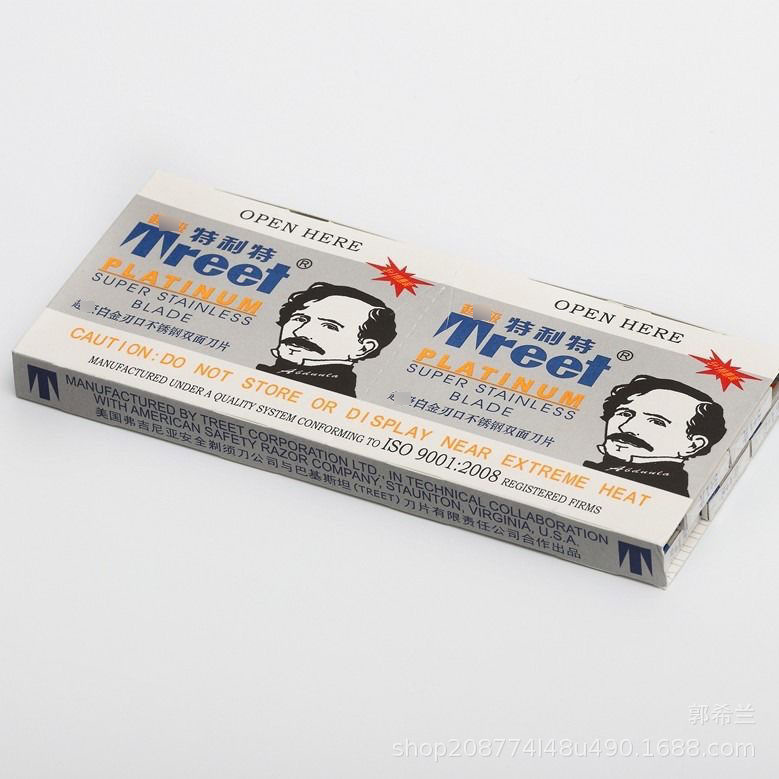 OPEN HERE
特利特
Treet®
PLATINUM
SUPER STAINLESS
BLADE
白金刃口不锈钢双面刀片
Abdulla
OPEN HERE
特利特
Treet®
PLATINUM
SUPER STAINLESS
BLADE
白金刃口不锈钢双面刀片
Abdulla
CAUTION:DO NOT STORE OR DISPLAY NEAR EXTREME HEAT
MANUFACTURED UNDER A QUALITY SYSTEM CONFORMING TO ISO 9001:2008 REGISTERED FIRMS
MANUFACTURED BY TREET CORPORATION LTD., IN TECHNICAL COLLABORATION
WITH AMERICAN SAFETY RAZOR COMPANY, STAUNTON, VIRGINIA, U.S.A.
美国弗吉尼亚安全剃须刀公司与巴基斯坦(TREET)刀片有限责任公司合作出品
郭希兰
shop208774l48u490.1688.com